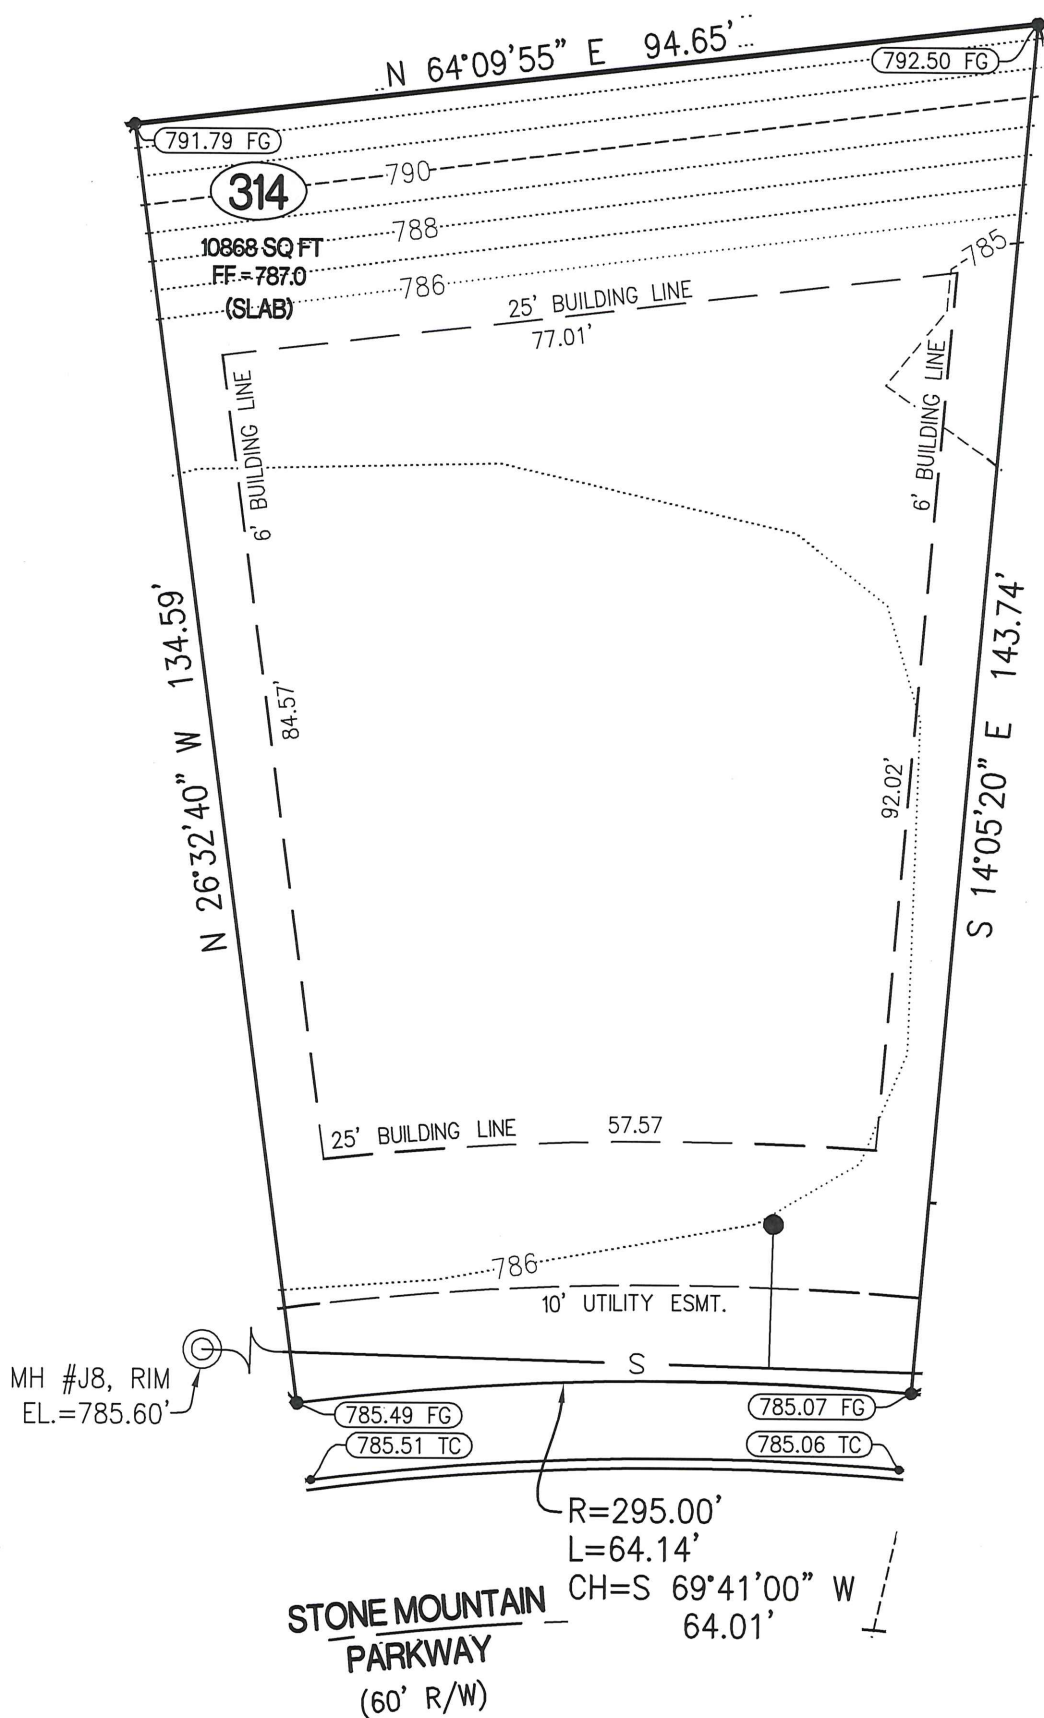 N 64°09'55" E 94.65'
792.50 FG
791.79 FG
314
790
10868 SQ FT
FF = 787.0
(SLAB)
788
786
785
25' BUILDING LINE
77.01'
6' BUILDING LINE
6' BUILDING LINE
N 26°32'40" W 134.59'
84.57'
92.02'
S 14°05'20" E 143.74'
25' BUILDING LINE 57.57
786
10' UTILITY ESMT.
S
MH #J8, RIM
EL.=785.60'
785.49 FG
785.07 FG
785.51 TC
785.06 TC
R=295.00'
L=64.14'
CH=S 69°41'00" W
64.01'
STONE MOUNTAIN
PARKWAY
(60' R/W)